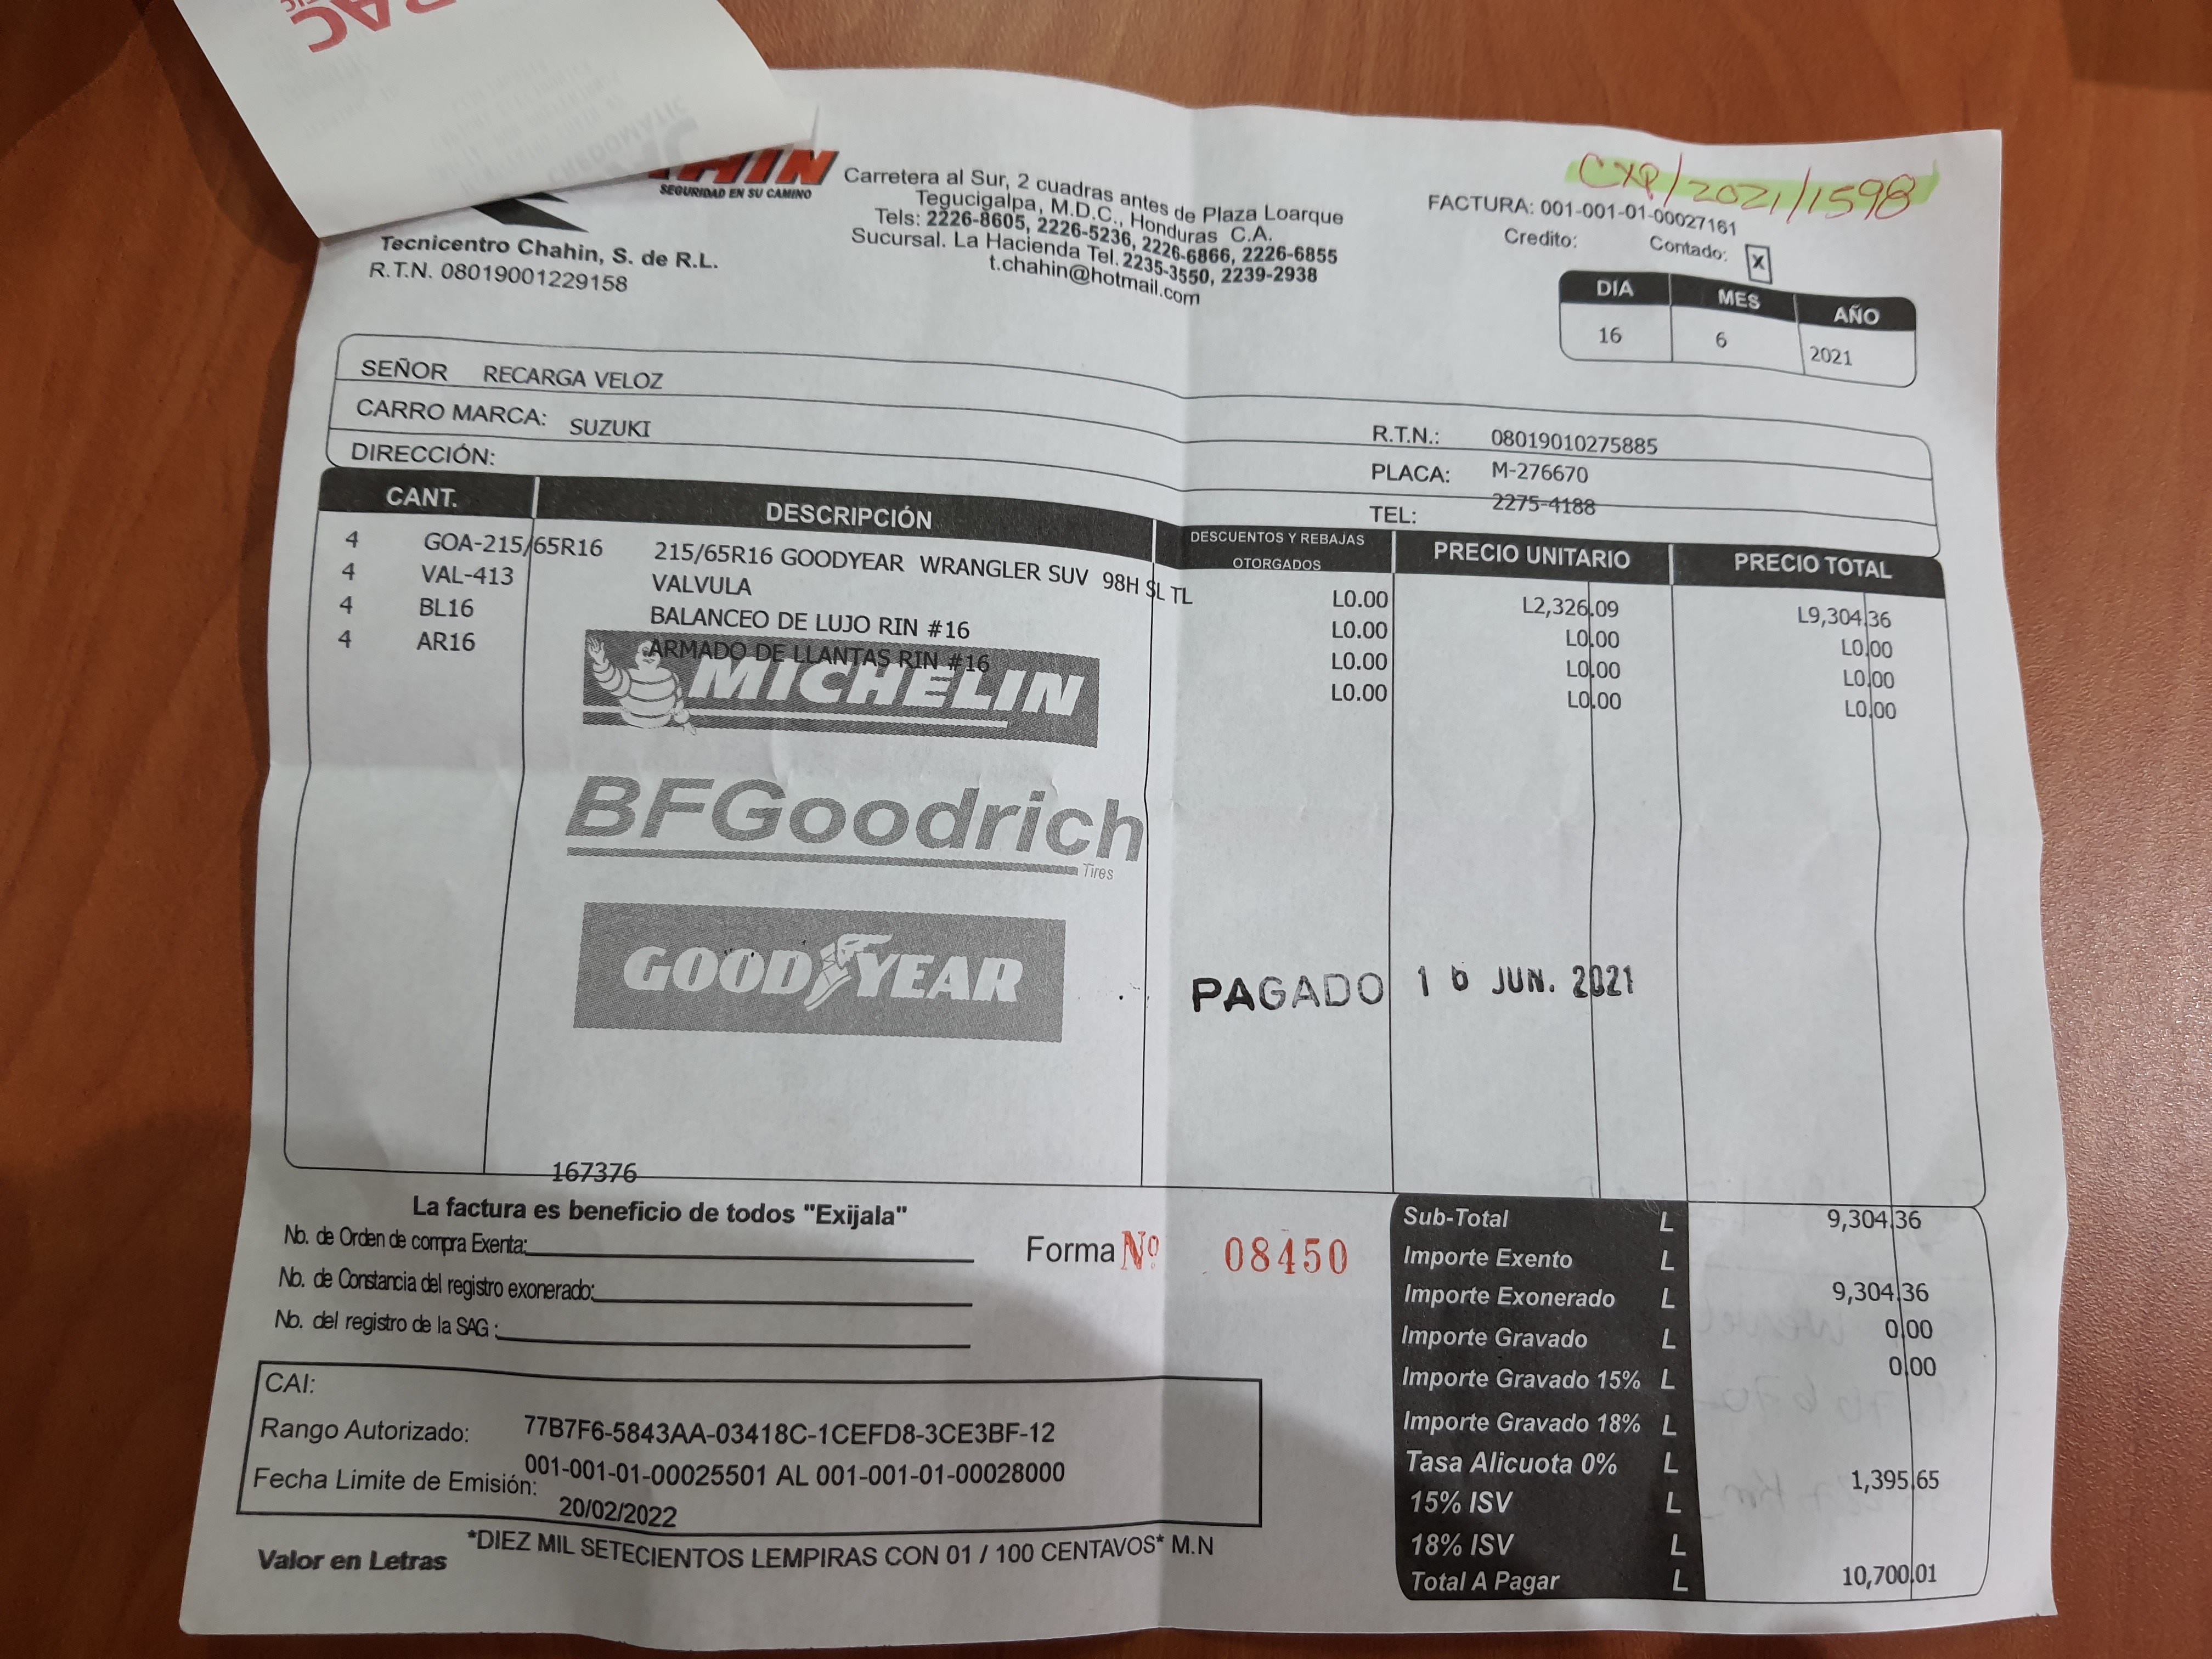 SEGURIDAD EN SU CAMINO
Tecnicentro Chahin, S. de R.L.
R.T.N. 08019001229158
Carretera al Sur, 2 cuadras antes de Plaza Loarque
Tegucigalpa, M.D.C., Honduras C.A.
Tels: 2226-8605, 2226-5236, 2226-6866, 2226-6855
Sucursal. La Hacienda Tel. 2235-3550, 2239-2938
t.chahin@hotmail.com
CXP/2021/1598
FACTURA: 001-001-01-00027161
Credito: Contado: X
DIA MES AÑO
16 6 2021
SEÑOR RECARGA VELOZ R.T.N.: 08019010275885
CARRO MARCA: SUZUKI PLACA: M-276670
DIRECCIÓN: TEL: 2275-4188
CANT. DESCRIPCIÓN DESCUENTOS Y REBAJAS OTORGADOS PRECIO UNITARIO PRECIO TOTAL
4 GOA-215/65R16 215/65R16 GOODYEAR WRANGLER SUV 98H SL TL L0.00 L2,326.09 L9,304.36
4 VAL-413 VALVULA L0.00 L0.00 L0.00
4 BL16 BALANCEO DE LUJO RIN #16 L0.00 L0.00 L0.00
4 AR16 ARMADO DE LLANTAS RIN #16 L0.00 L0.00 L0.00
MICHELIN
BFGoodrich
Tires
GOODYEAR
PAGADO 16 JUN. 2021
167376
La factura es beneficio de todos "Exijala"
No. de Orden de compra Exenta:
No. de Constancia del registro exonerado:
No. del registro de la SAG:
Forma Nº 08450
CAI: 77B7F6-5843AA-03418C-1CEFD8-3CE3BF-12
Rango Autorizado: 001-001-01-00025501 AL 001-001-01-00028000
Fecha Limite de Emisión: 20/02/2022
Valor en Letras *DIEZ MIL SETECIENTOS LEMPIRAS CON 01 / 100 CENTAVOS* M.N
Sub-Total L 9,304.36
Importe Exento L
Importe Exonerado L 9,304.36
Importe Gravado L 0.00
Importe Gravado 15% L 0.00
Importe Gravado 18% L
Tasa Alicuota 0% L
15% ISV L 1,395.65
18% ISV L
Total A Pagar L 10,700.01